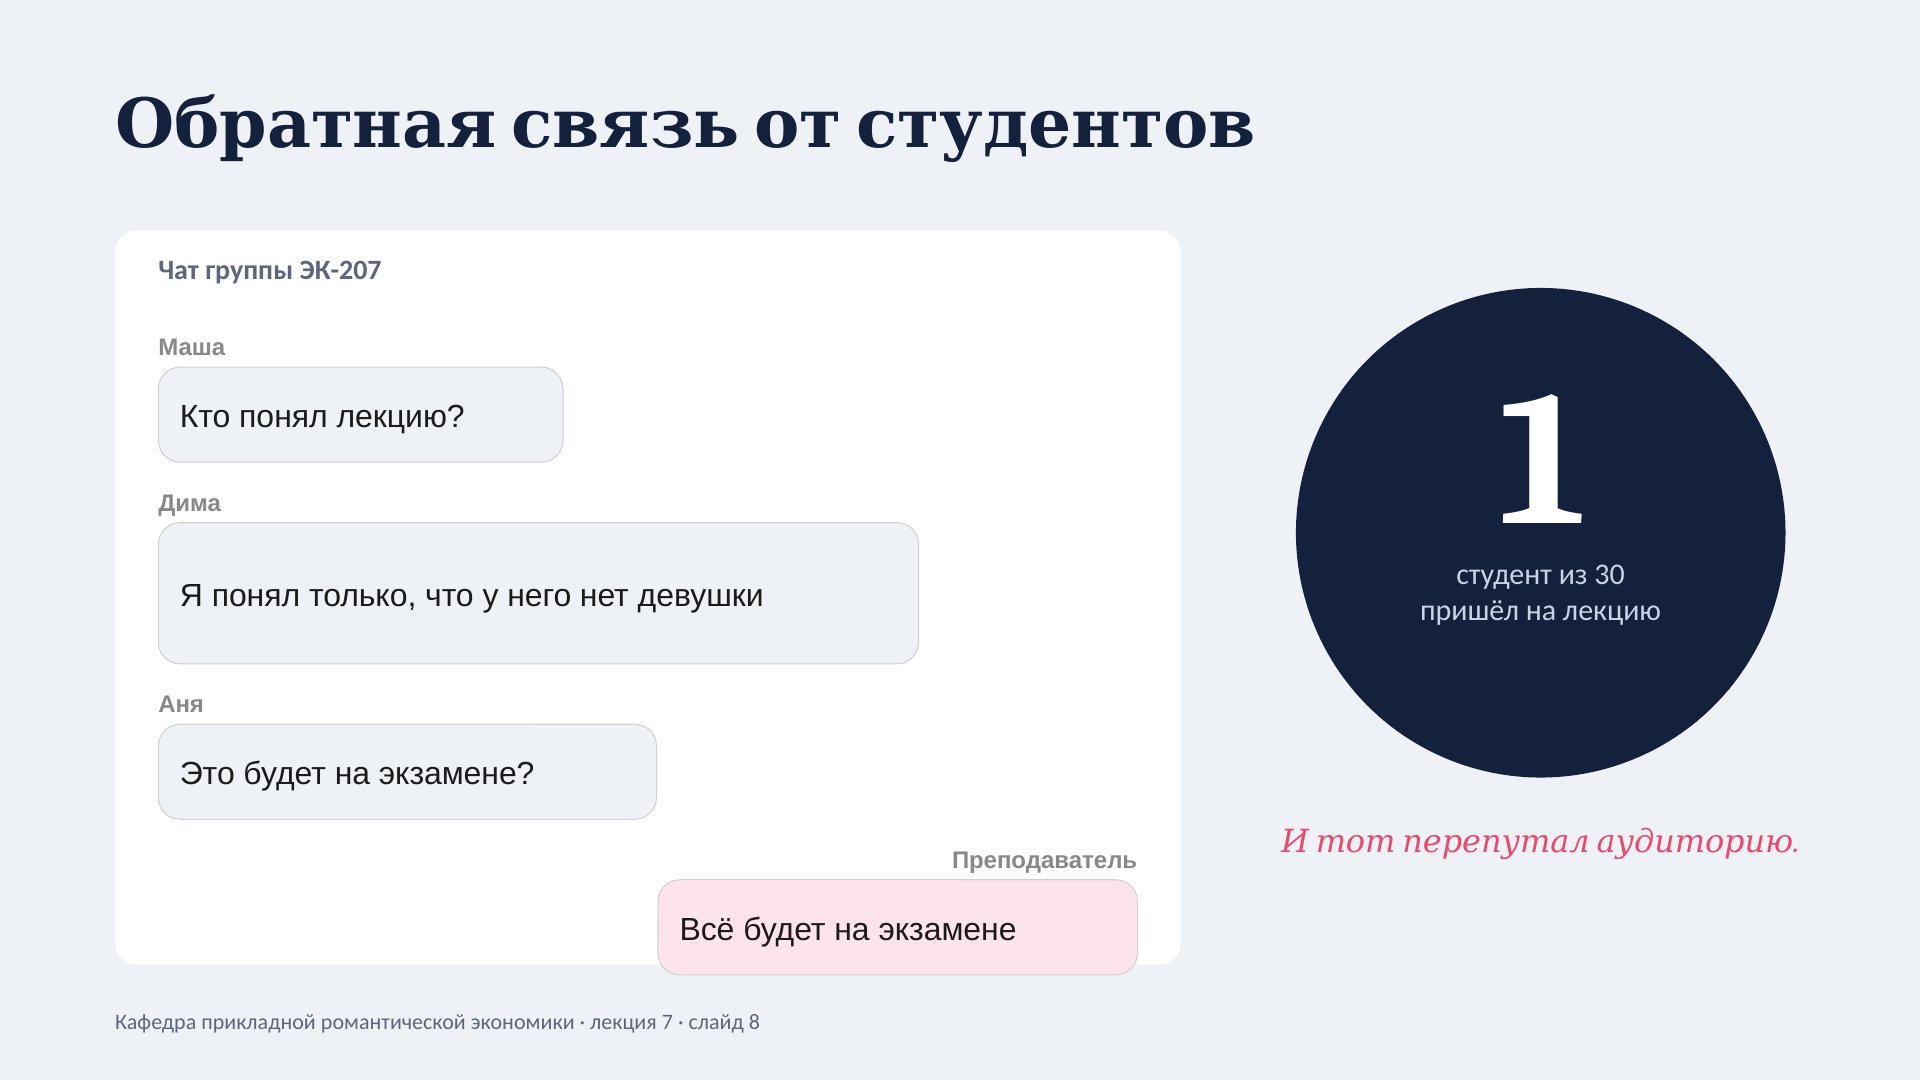 Обратная связь от студентов
Чат группы ЭК-207
Маша
Кто понял лекцию?
Дима
Я понял только, что у него нет девушки
Аня
Это будет на экзамене?
Преподаватель
Всё будет на экзамене
1
студент из 30
пришёл на лекцию
И тот перепутал аудиторию.
Кафедра прикладной романтической экономики · лекция 7 · слайд 8